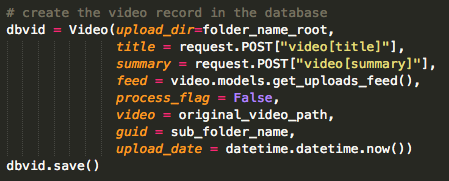 # create the video record in the database
dbvid = Video(upload_dir=folder_name_root,
title = request.POST["video[title]"],
summary = request.POST["video[summary]"],
feed = video.models.get_uploads_feed(),
process_flag = False,
video = original_video_path,
guid = sub_folder_name,
upload_date = datetime.datetime.now())
dbvid.save()